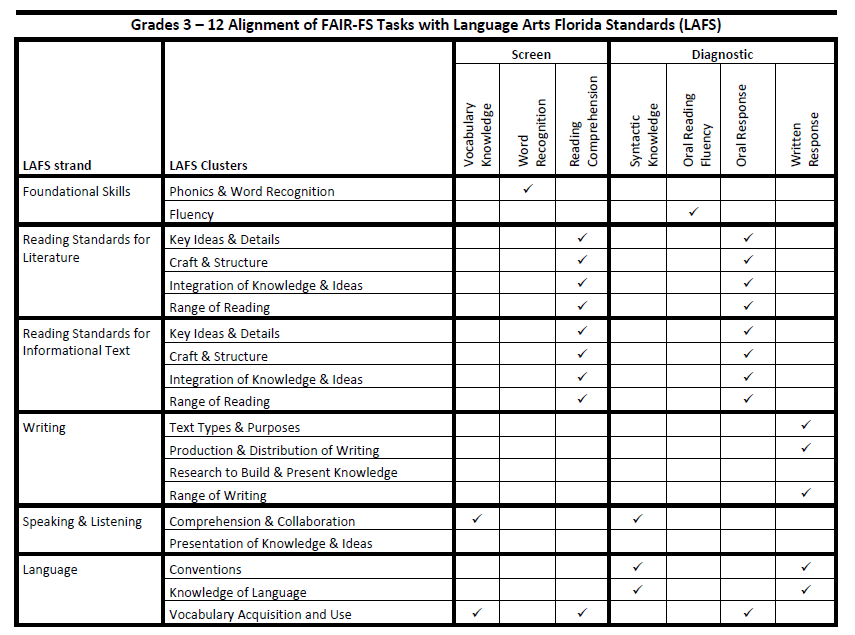 Grades 3 – 12 Alignment of FAIR-FS Tasks with Language Arts Florida Standards (LAFS)
Screen Diagnostic
LAFS strand LAFS Clusters Vocabulary Knowledge Word Recognition Reading Comprehension Syntactic Knowledge Oral Reading Fluency Oral Response Written Response
Foundational Skills Phonics & Word Recognition ✓
Fluency ✓
Reading Standards for Literature Key Ideas & Details ✓ ✓
Craft & Structure ✓ ✓
Integration of Knowledge & Ideas ✓ ✓
Range of Reading ✓ ✓
Reading Standards for Informational Text Key Ideas & Details ✓ ✓
Craft & Structure ✓ ✓
Integration of Knowledge & Ideas ✓ ✓
Range of Reading ✓ ✓
Writing Text Types & Purposes ✓
Production & Distribution of Writing ✓
Research to Build & Present Knowledge
Range of Writing ✓
Speaking & Listening Comprehension & Collaboration ✓ ✓
Presentation of Knowledge & Ideas
Language Conventions ✓ ✓
Knowledge of Language ✓ ✓
Vocabulary Acquisition and Use ✓ ✓ ✓